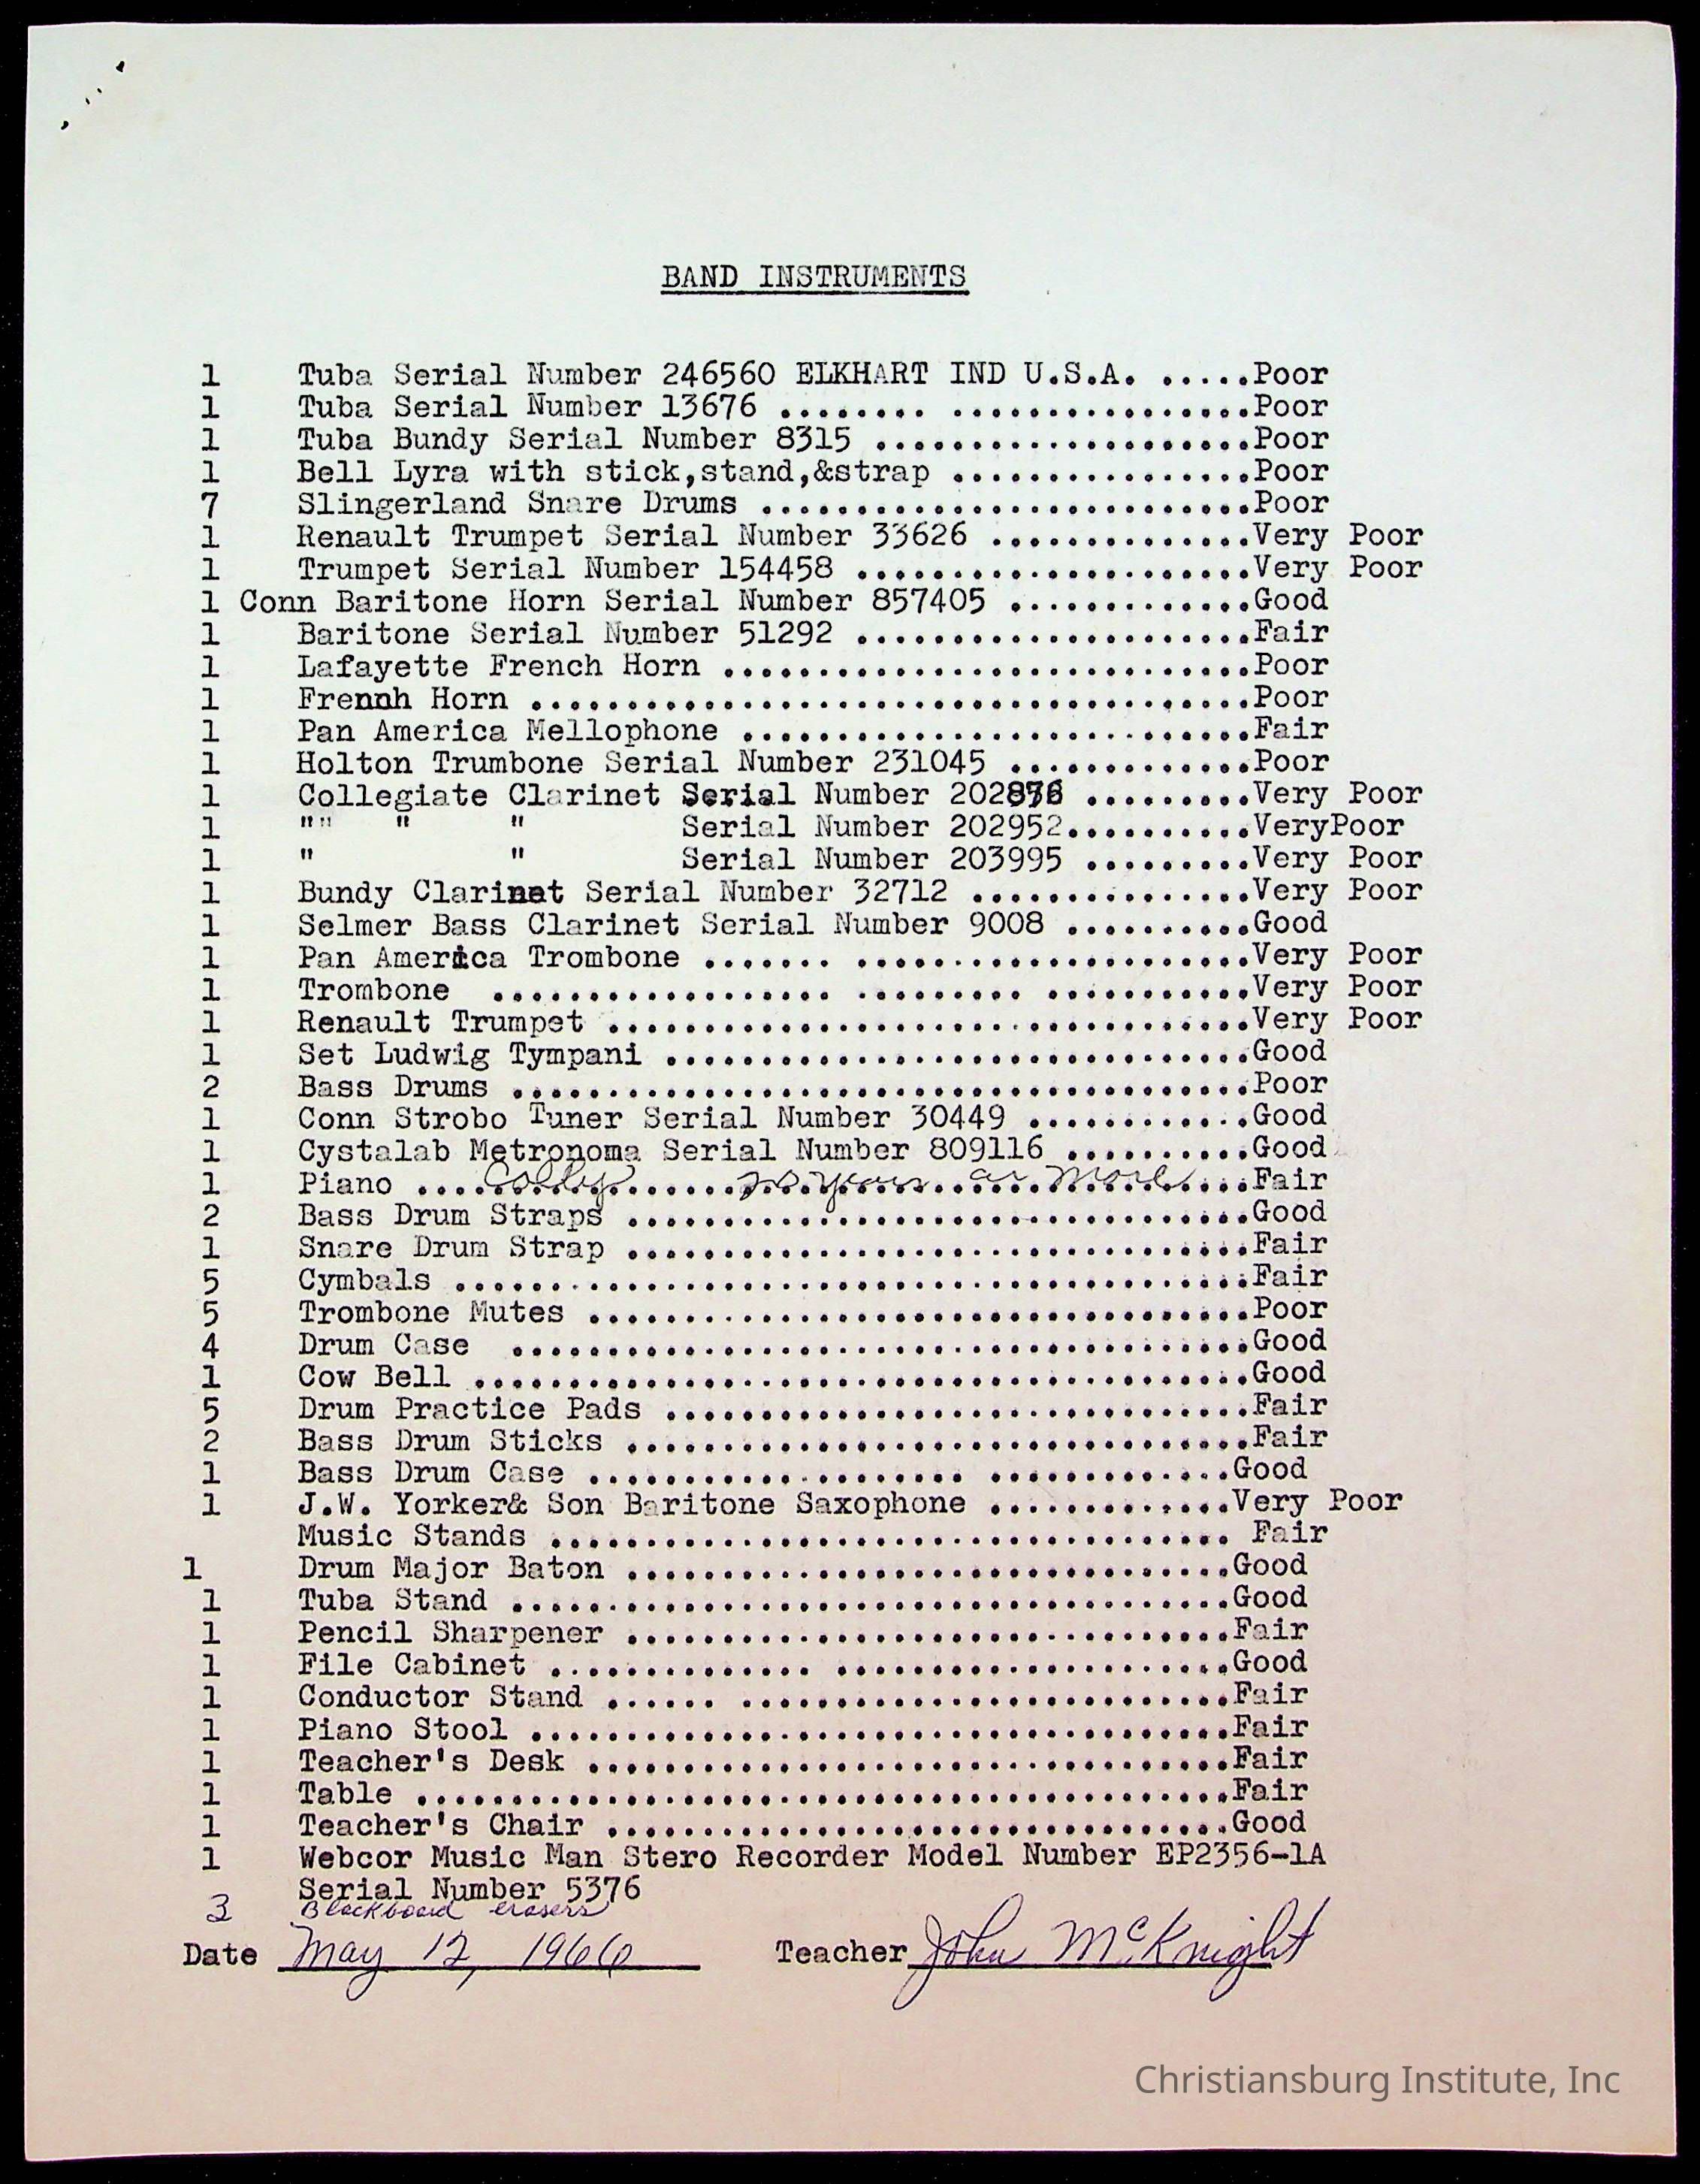 BAND INSTRUMENTS
1 Tuba Serial Number 246560 ELKHART IND U.S.A. .....Poor
1 Tuba Serial Number 13676 ........ ................Poor
1 Tuba Bundy Serial Number 8315 ....................Poor
1 Bell Lyra with stick,stand,&strap ................Poor
7 Slingerland Snare Drums ..........................Poor
1 Renault Trumpet Serial Number 33626 ..............Very Poor
1 Trumpet Serial Number 154458 .....................Very Poor
1 Conn Baritone Horn Serial Number 857405 .............Good
1 Baritone Serial Number 51292 .....................Fair
1 Lafayette French Horn ............................Poor
1 Frennh Horn ......................................Poor
1 Pan America Mellophone ...........................Fair
1 Holton Trumbone Serial Number 231045 .............Poor
1 Collegiate Clarinet Serial Number 202876 .........Very Poor
1 "" " " Serial Number 202952..........VeryPoor
1 " " Serial Number 203995 .........Very Poor
1 Bundy Clarinet Serial Number 32712 ...............Very Poor
1 Selmer Bass Clarinet Serial Number 9008 ..........Good
1 Pan America Trombone ....... .....................Very Poor
1 Trombone .................. ......... ...........Very Poor
1 Renault Trumpet ..................................Very Poor
1 Set Ludwig Tympani ...............................Good
2 Bass Drums .......................................Poor
1 Conn Strobo Tuner Serial Number 30449 ............Good
1 Cystalab Metronoma Serial Number 809116 ..........Good
1 Piano .... years or more ....Fair
2 Bass Drum Straps .................................Good
1 Snare Drum Strap .................................Fair
5 Cymbals ..........................................Fair
5 Trombone Mutes ...................................Poor
4 Drum Case .......................................Good
1 Cow Bell .........................................Good
5 Drum Practice Pads ...............................Fair
2 Bass Drum Sticks .................................Fair
1 Bass Drum Case .................... .............Good
1 J.W. Yorker& Son Baritone Saxophone .............Very Poor
Music Stands .................................... Fair
1 Drum Major Baton ................................Good
1 Tuba Stand ......................................Good
1 Pencil Sharpener ................................Fair
1 File Cabinet .............. .....................Good
1 Conductor Stand ...... ..........................Fair
1 Piano Stool .....................................Fair
1 Teacher's Desk ..................................Fair
1 Table ...........................................Fair
1 Teacher's Chair .................................Good
1 Webcor Music Man Stero Recorder Model Number EP2356-1A
Serial Number 5376
3 Blackboard erasers
Date May 12, 1966 Teacher John McKnight
Christiansburg Institute, Inc